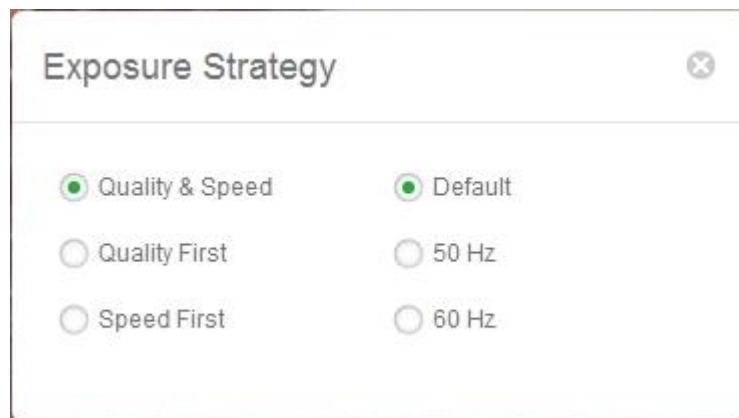 Exposure Strategy
Quality & Speed Default
Quality First 50 Hz
Speed First 60 Hz